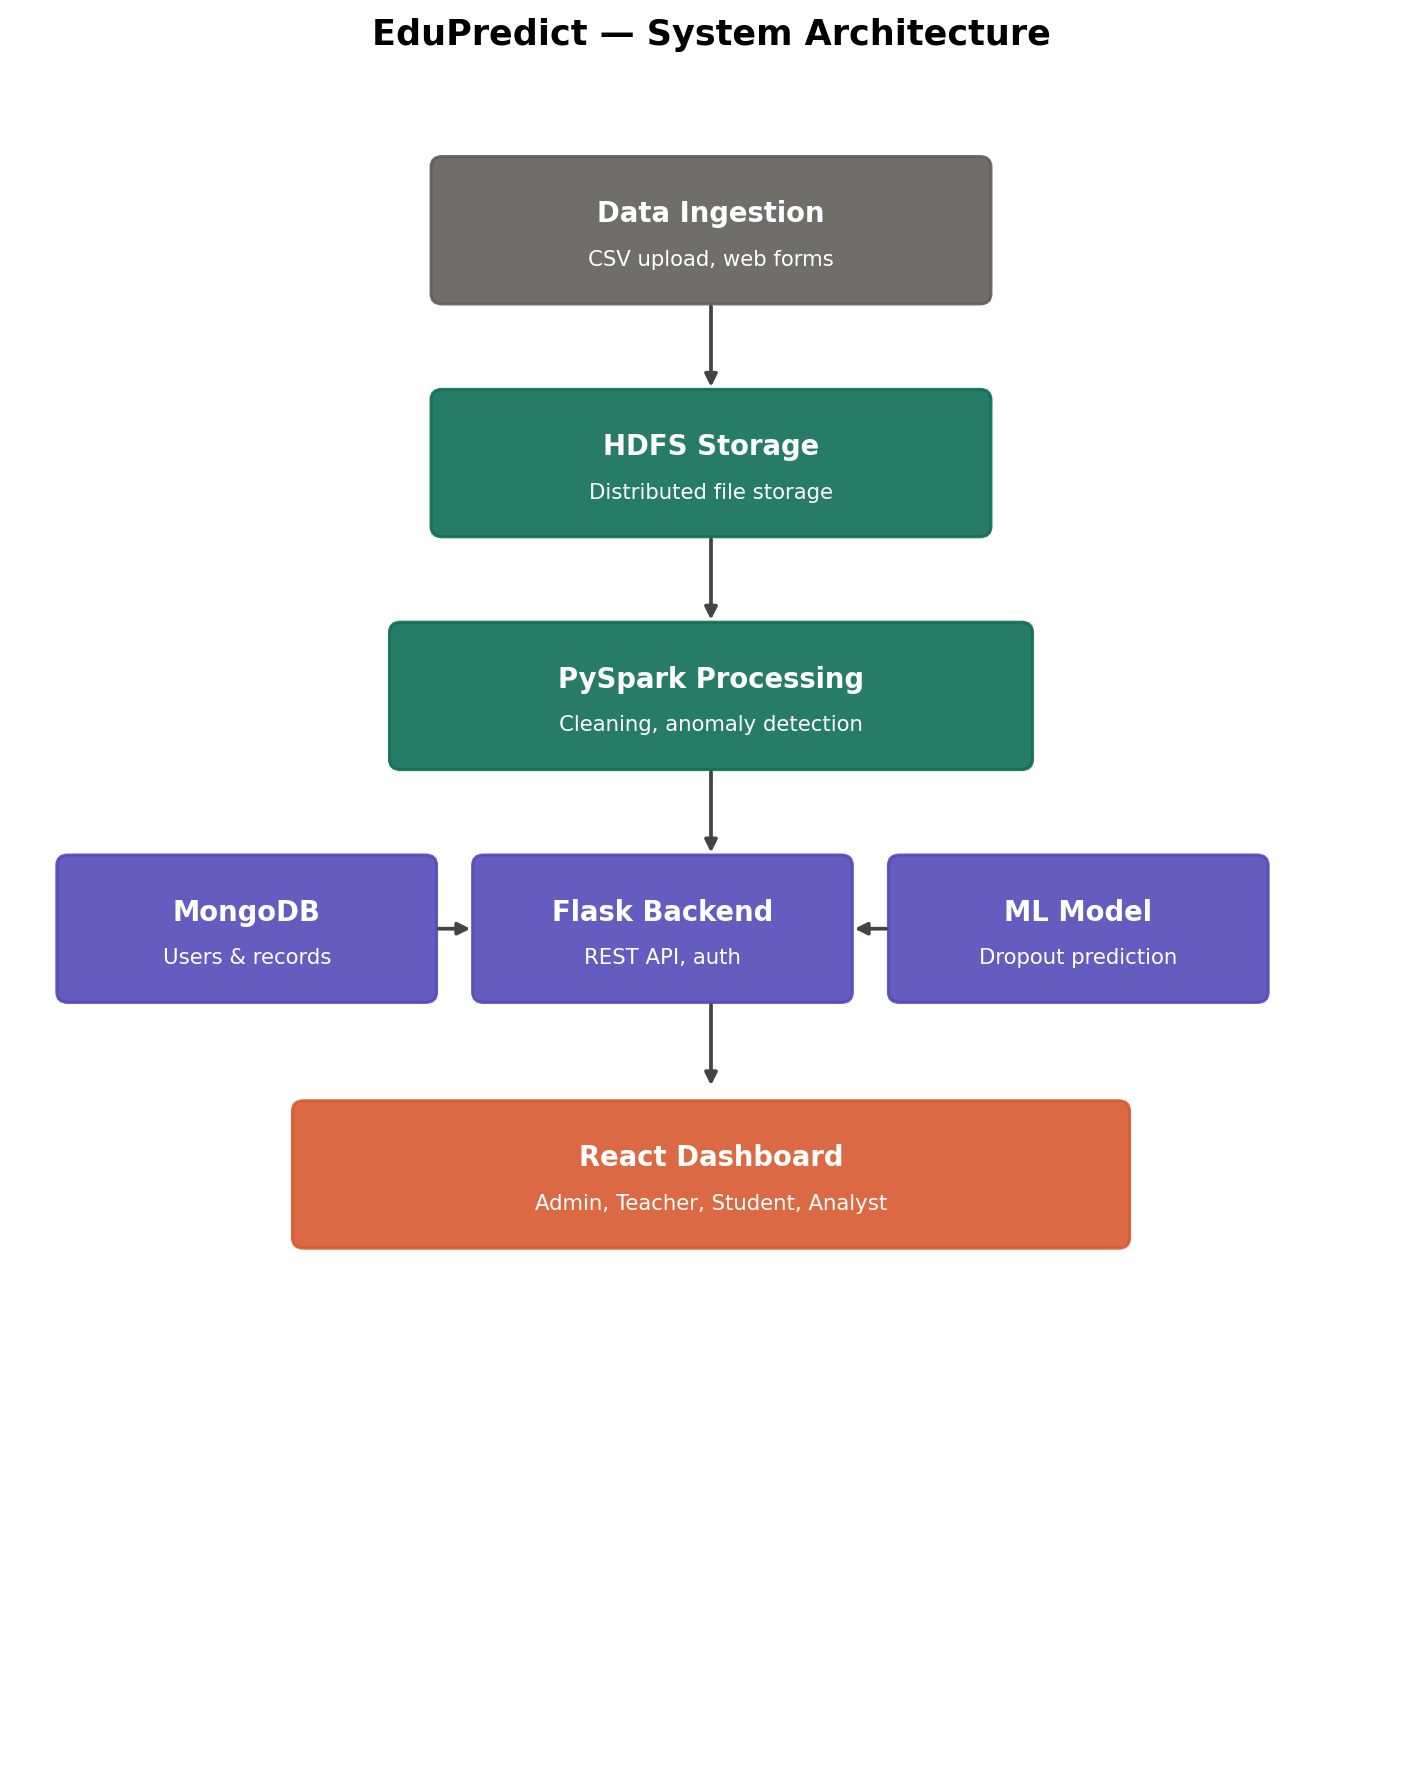 EduPredict — System Architecture
Data Ingestion
CSV upload, web forms
HDFS Storage
Distributed file storage
PySpark Processing
Cleaning, anomaly detection
MongoDB
Users & records
Flask Backend
REST API, auth
ML Model
Dropout prediction
React Dashboard
Admin, Teacher, Student, Analyst